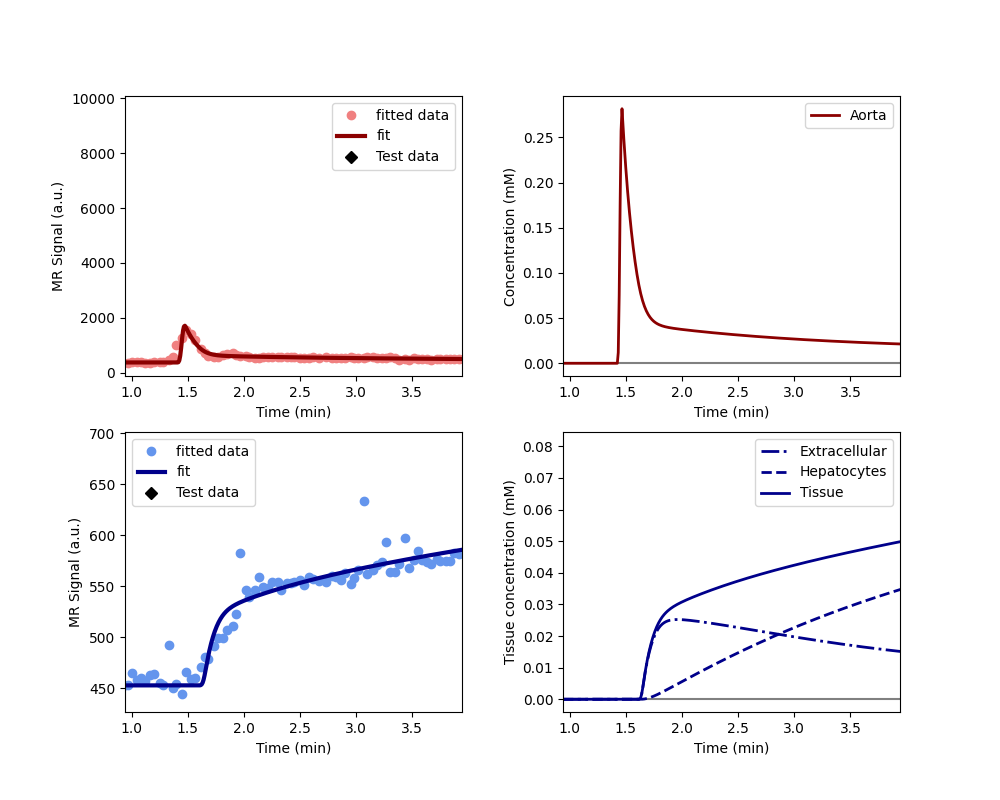 10000
8000
6000
4000
2000
0
MR Signal (a.u.)
fitted data
fit
Test data
1.0 1.5 2.0 2.5 3.0 3.5
Time (min)
0.25
0.20
0.15
0.10
0.05
0.00
Concentration (mM)
Aorta
1.0 1.5 2.0 2.5 3.0 3.5
Time (min)
700
650
600
550
500
450
MR Signal (a.u.)
fitted data
fit
Test data
1.0 1.5 2.0 2.5 3.0 3.5
Time (min)
0.08
0.07
0.06
0.05
0.04
0.03
0.02
0.01
0.00
Tissue concentration (mM)
Extracellular
Hepatocytes
Tissue
1.0 1.5 2.0 2.5 3.0 3.5
Time (min)